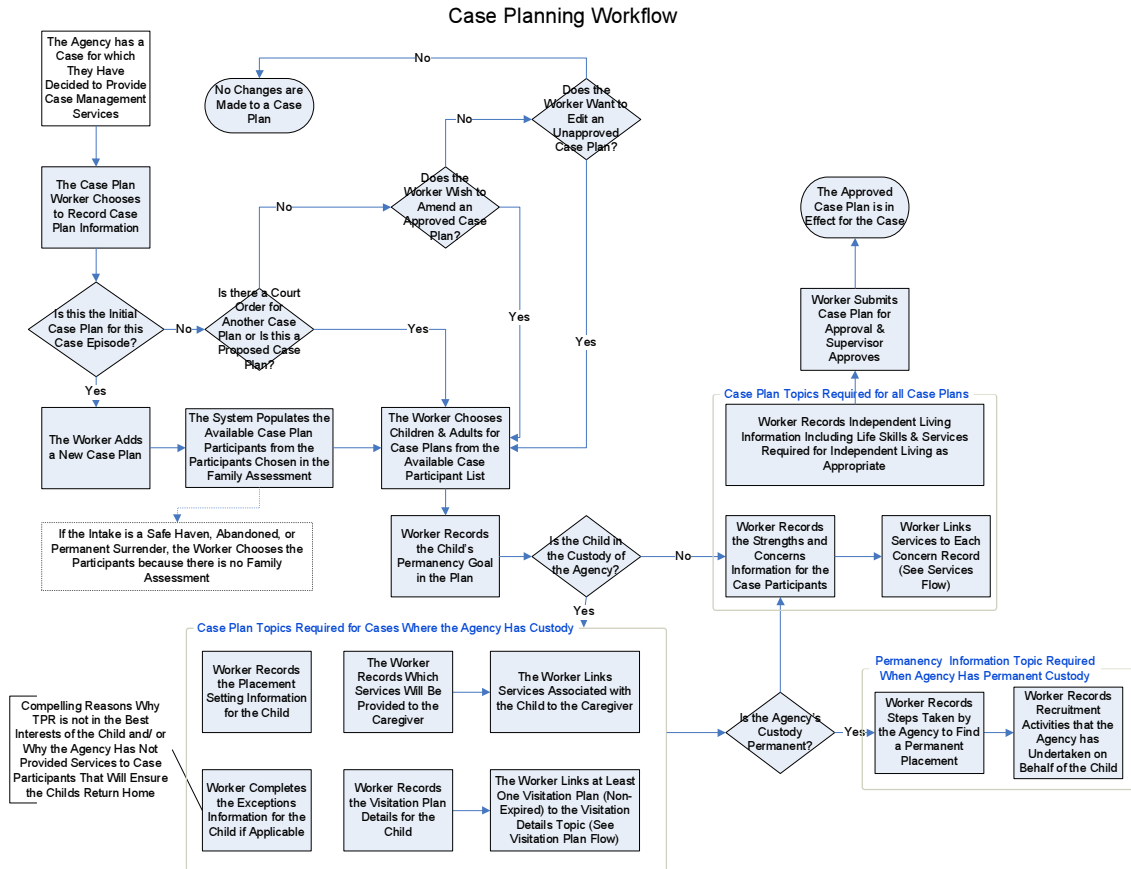 Case Planning Workflow
The Agency has a
Case for which
They Have
Decided to Provide
Case Management
Services
No
No Changes are
Made to a Case
Plan
Does the
Worker Want to
Edit an
Unapproved
Case Plan?
No
The Case Plan
Worker Chooses
to Record Case
Plan Information
Does the
Worker Wish to
Amend an
Approved Case
Plan?
No
The Approved
Case Plan is in
Effect for the Case
Is this the Initial
Case Plan for this
Case Episode?
No
Is there a Court
Order for
Another Case
Plan or Is this a
Proposed Case
Plan?
Yes
Yes
Yes
Worker Submits
Case Plan for
Approval &
Supervisor
Approves
Yes
The Worker Adds
a New Case Plan
The System Populates the
Available Case Plan
Participants from the
Participants Chosen in the
Family Assessment
The Worker Chooses
Children & Adults for
Case Plans from the
Available Case
Participant List
Case Plan Topics Required for all Case Plans
Worker Records Independent Living
Information Including Life Skills & Services
Required for Independent Living as
Appropriate
If the Intake is a Safe Haven, Abandoned, or
Permanent Surrender, the Worker Chooses the
Participants because there is no Family
Assessment
Worker Records
the Child's
Permanency Goal
in the Plan
Is the Child in
the Custody of
the Agency?
No
Worker Records
the Strengths and
Concerns
Information for the
Case Participants
Worker Links
Services to Each
Concern Record
(See Services
Flow)
Yes
Case Plan Topics Required for Cases Where the Agency Has Custody
Worker Records
the Placement
Setting Information
for the Child
The Worker
Records Which
Services Will Be
Provided to the
Caregiver
The Worker Links
Services Associated with
the Child to the Caregiver
Compelling Reasons Why
TPR is not in the Best
Interests of the Child and/ or
Why the Agency Has Not
Provided Services to Case
Participants That Will Ensure
the Childs Return Home
Worker Completes
the Exceptions
Information for the
Child if Applicable
Worker Records
the Visitation Plan
Details for the
Child
The Worker Links at Least
One Visitation Plan (Non-
Expired) to the Visitation
Details Topic (See
Visitation Plan Flow)
Is the Agency's
Custody
Permanent?
Yes
Permanency Information Topic Required
When Agency Has Permanent Custody
Worker Records
Steps Taken by
the Agency to Find
a Permanent
Placement
Worker Records
Recruitment
Activities that the
Agency has
Undertaken on
Behalf of the Child